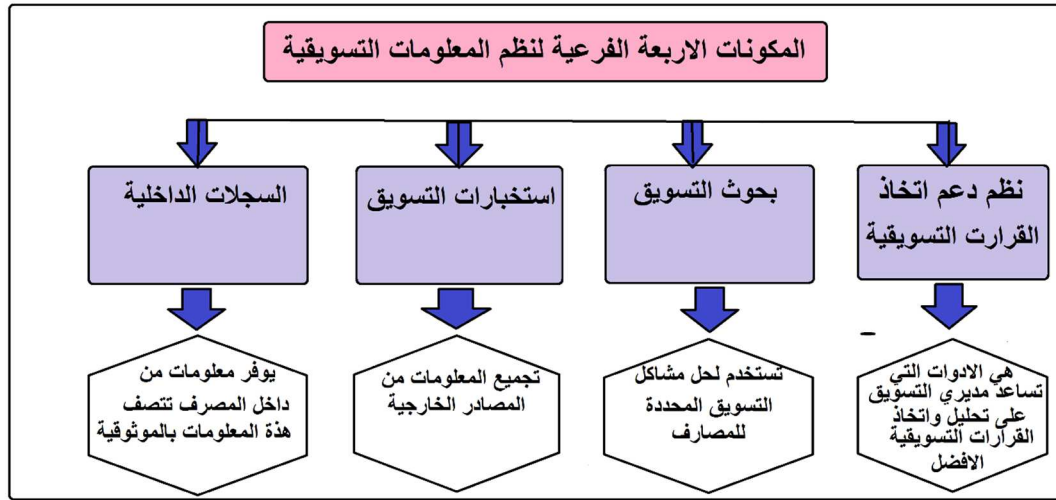 المكونات الاربعة الفرعية لنظم المعلومات التسويقية
نظم دعم اتخاذ
القرارت التسويقية
بحوث التسويق
استخبارات التسويق
السجلات الداخلية
هي الادوات التي
تساعد مديري التسويق
على تحليل واتخاذ
القرارات التسويقية
الافضل
تستخدم لحل مشاكل
التسويق المحددة
للمصارف
تجميع المعلومات من
المصادر الخارجية
يوفر معلومات من
داخل المصرف تتصف
هذة المعلومات بالموثوقية